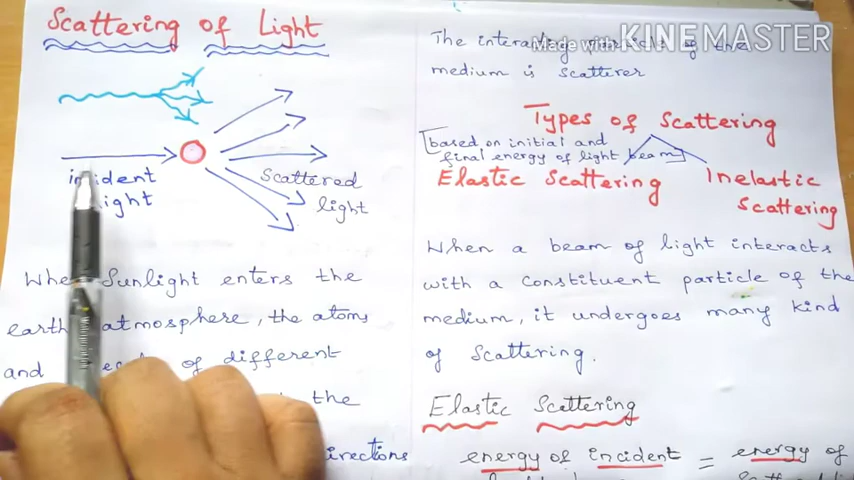 Scattering of Light
incident
light
Scattered
light
When Sunlight enters the
earth atmosphere, the atoms
and of different
the
directions
The of the
medium is scatterer
Made with KINEMASTER
Types of Scattering
based on initial and
final energy of light beam
Elastic Scattering
Inelastic
Scattering
When a beam of light interacts
with a constituent particle of the
medium, it undergoes many kind
of Scattering.
Elastic Scattering
energy of incident = energy of